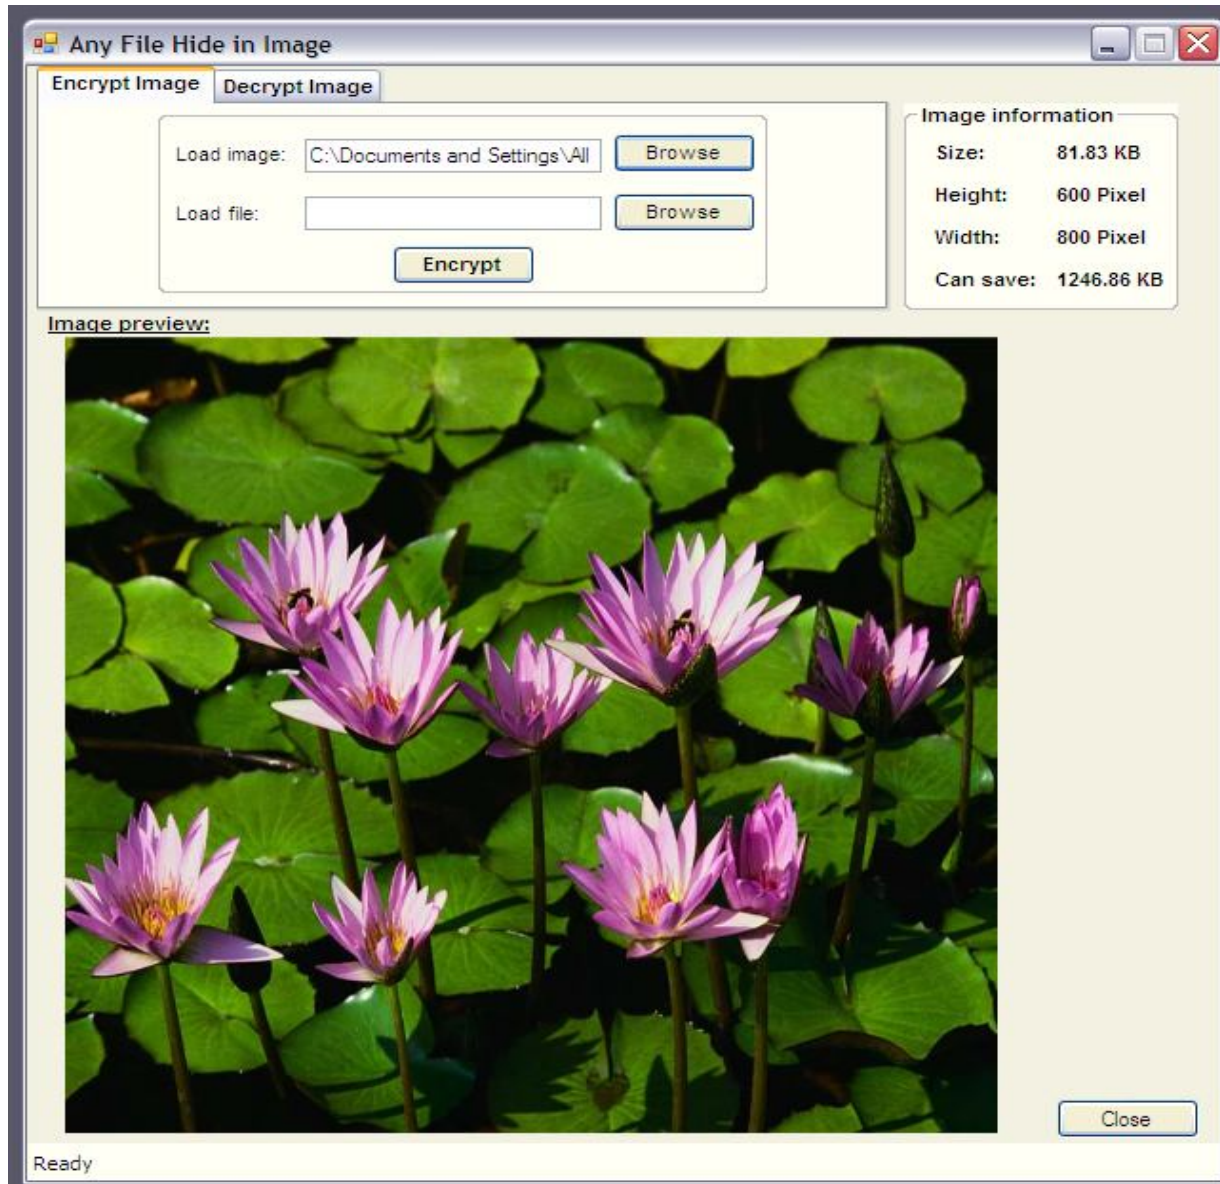 Any File Hide in Image
Encrypt Image Decrypt Image
Load image: C:\Documents and Settings\All Browse
Load file: Browse
Encrypt
Image information
Size: 81.83 KB
Height: 600 Pixel
Width: 800 Pixel
Can save: 1246.86 KB
Image preview:
Close
Ready